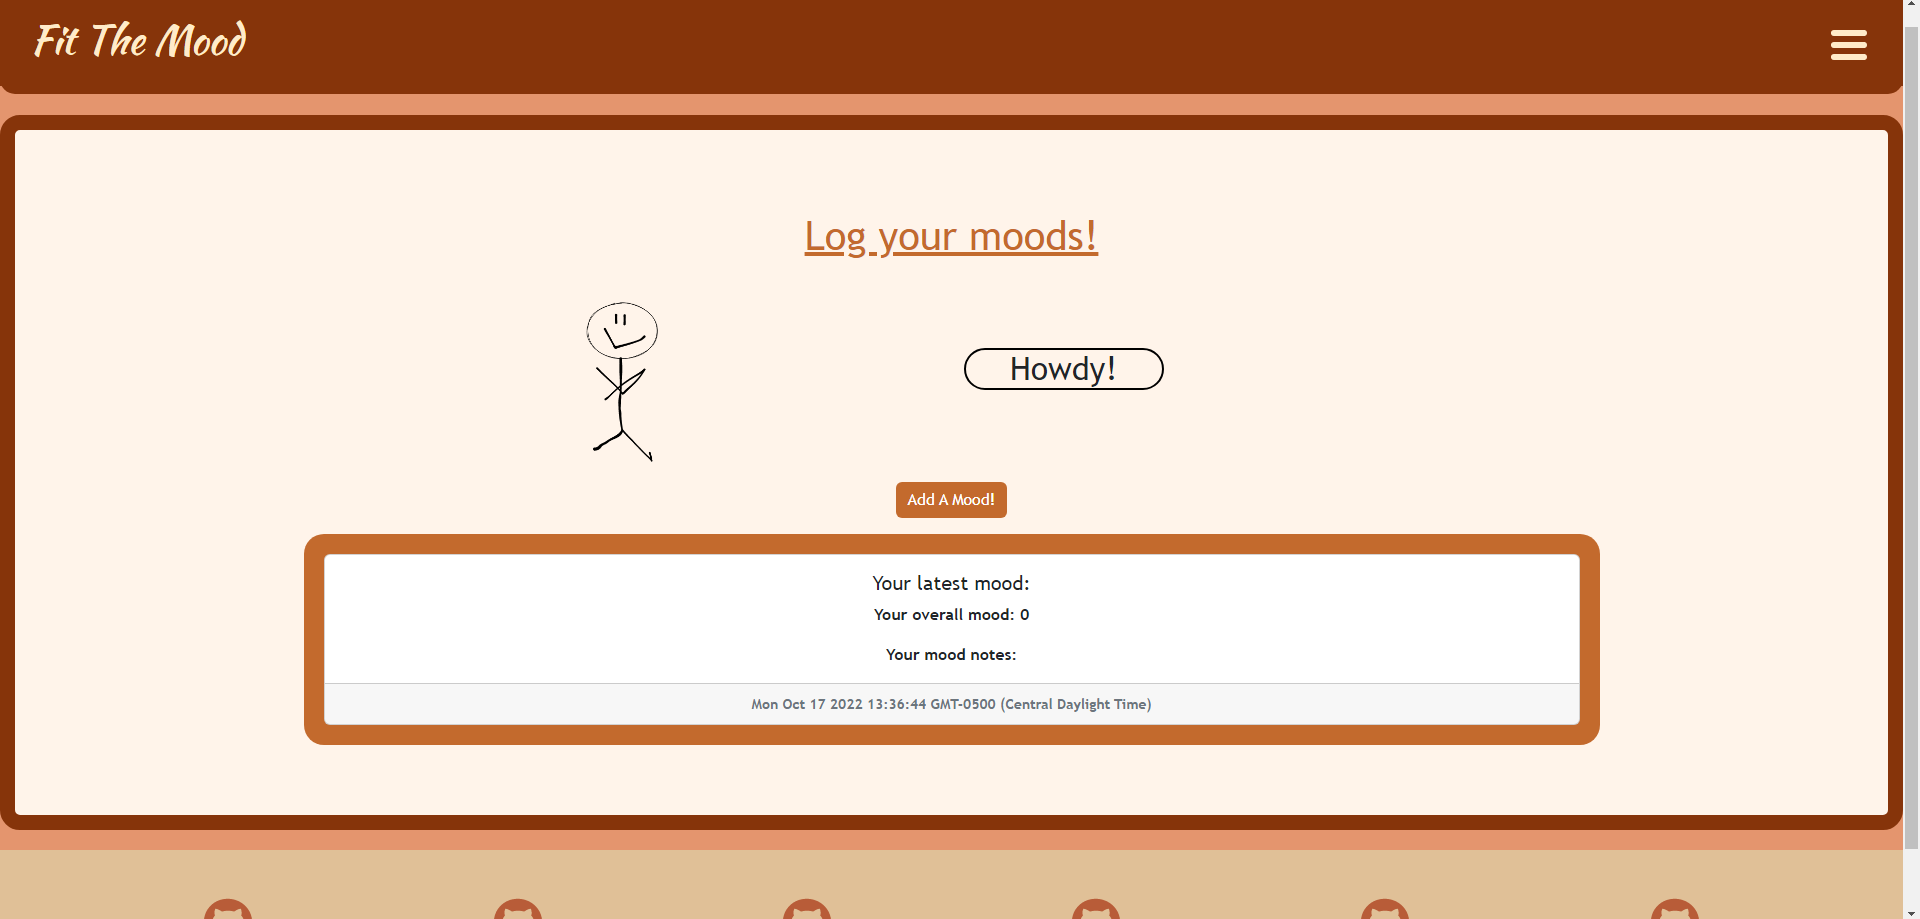 Fit The Mood
Log your moods!
Howdy!
Add A Mood!
Your latest mood:
Your overall mood: 0
Your mood notes:
Mon Oct 17 2022 13:36:44 GMT-0500 (Central Daylight Time)